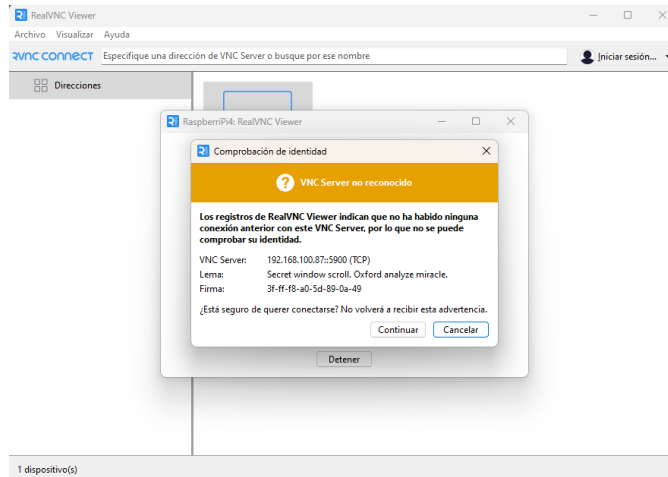 RealVNC Viewer
Archivo Visualizar Ayuda
RVNC CONNECT Especifique una dirección de VNC Server o busque por ese nombre Iniciar sesión...
Direcciones
RaspberriPi4: RealVNC Viewer
Comprobación de identidad
VNC Server no reconocido
Los registros de RealVNC Viewer indican que no ha habido ninguna
conexión anterior con este VNC Server, por lo que no se puede
comprobar su identidad.
VNC Server: 192.168.100.87::5900 (TCP)
Lema: Secret window scroll. Oxford analyze miracle.
Firma: 3f-ff-f8-a0-5d-89-0a-49
¿Está seguro de querer conectarse? No volverá a recibir esta advertencia.
Continuar Cancelar
Detener
1 dispositivo(s)